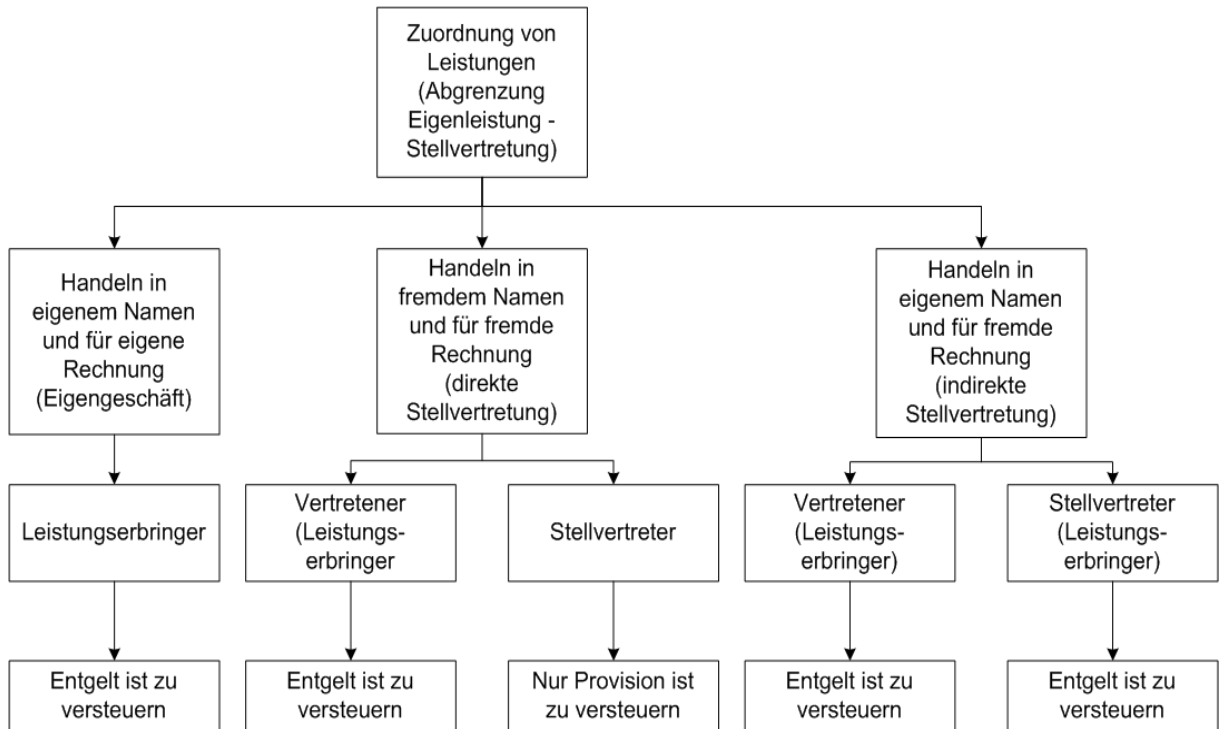 Zuordnung von
Leistungen
(Abgrenzung
Eigenleistung -
Stellvertretung)
Handeln in
eigenem Namen
und für eigene
Rechnung
(Eigengeschäft)
Handeln in
fremdem Namen
und für fremde
Rechnung
(direkte
Stellvertretung)
Handeln in
eigenem Namen
und für fremde
Rechnung
(indirekte
Stellvertretung)
Leistungserbringer
Vertretener
(Leistungs-
erbringer
Stellvertreter
Vertretener
(Leistungs-
erbringer)
Stellvertreter
(Leistungs-
erbringer)
Entgelt ist zu
versteuern
Entgelt ist zu
versteuern
Nur Provision ist
zu versteuern
Entgelt ist zu
versteuern
Entgelt ist zu
versteuern